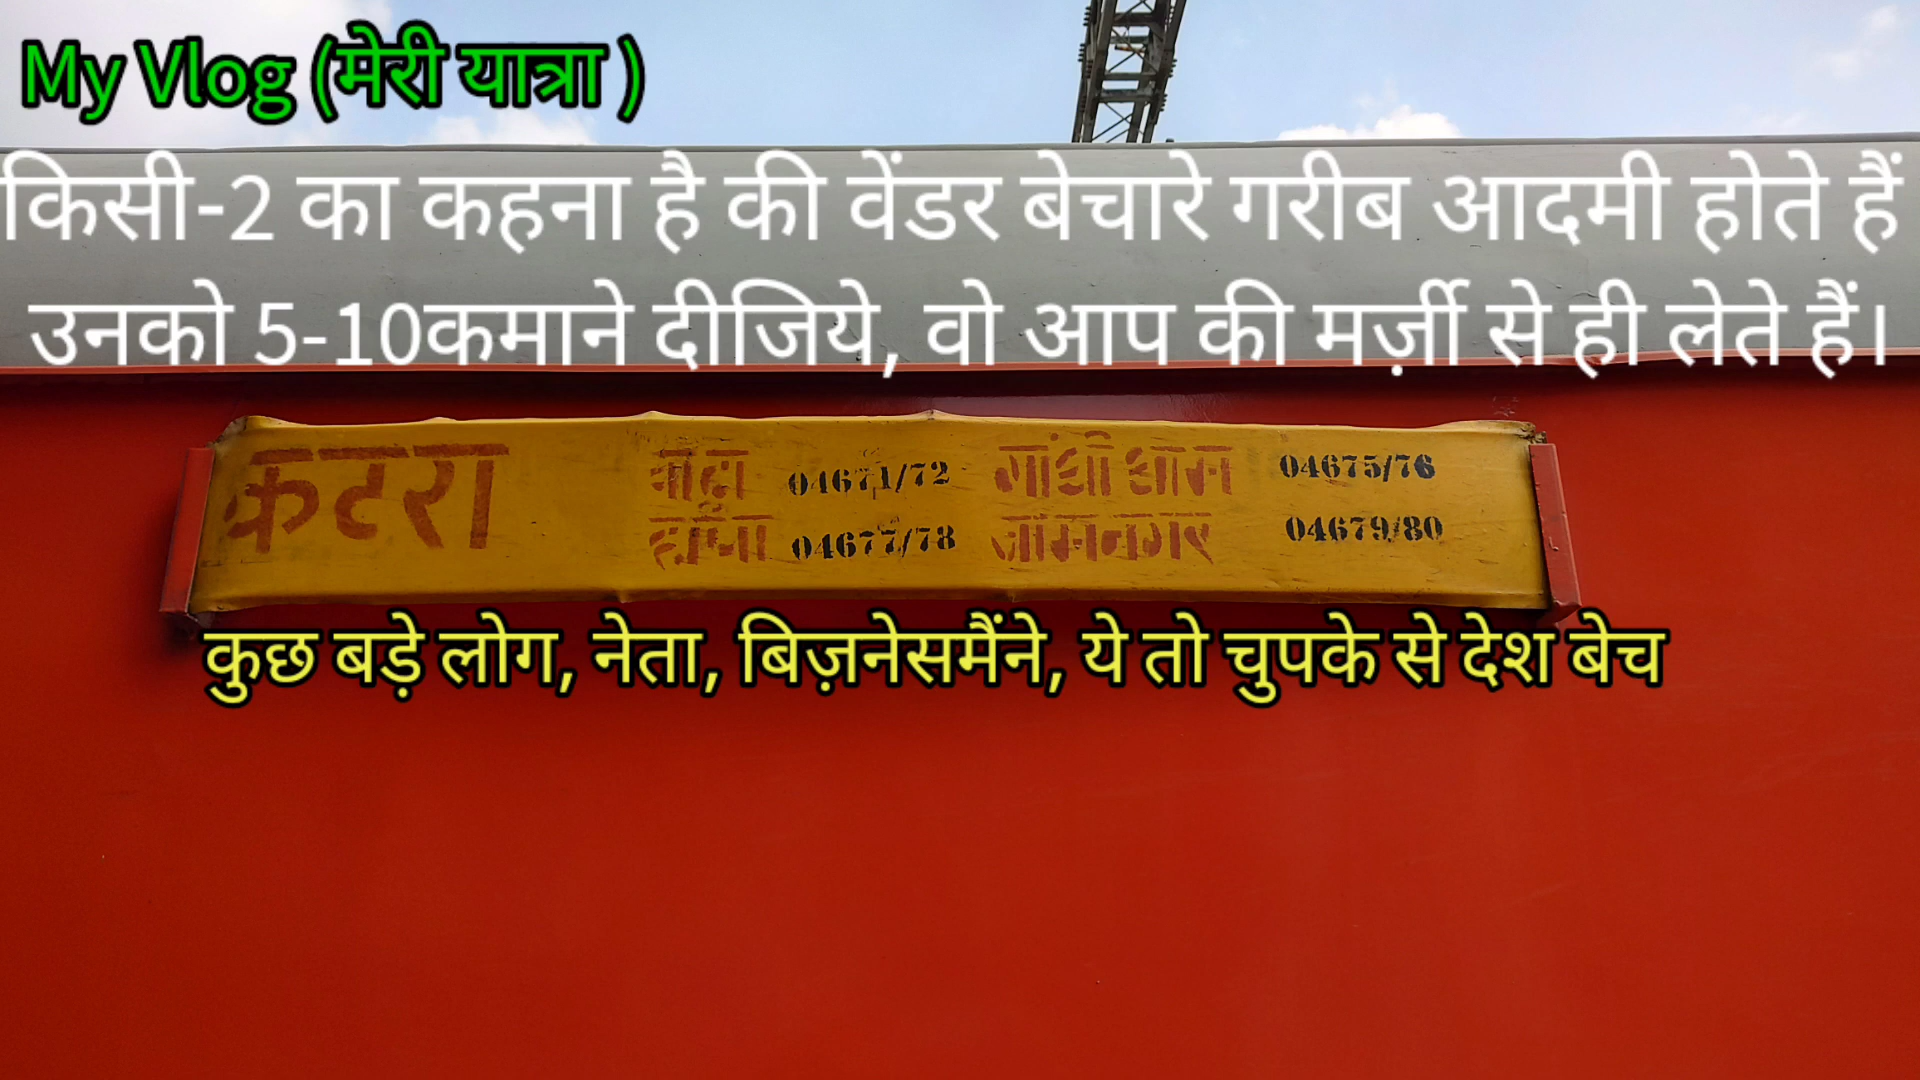 My Vlog (मेरी यात्रा )
किसी-2 का कहना है की वेंडर बेचारे गरीब आदमी होते हैं
उनको 5-10कमाने दीजिये, वो आप की मर्ज़ी से ही लेते हैं।
कटरा
04671/72 गांधी धाम 04675/76
हापा 04677/78 जामनगर 04679/80
कुछ बड़े लोग, नेता, बिज़नेसमैंने, ये तो चुपके से देश बेच